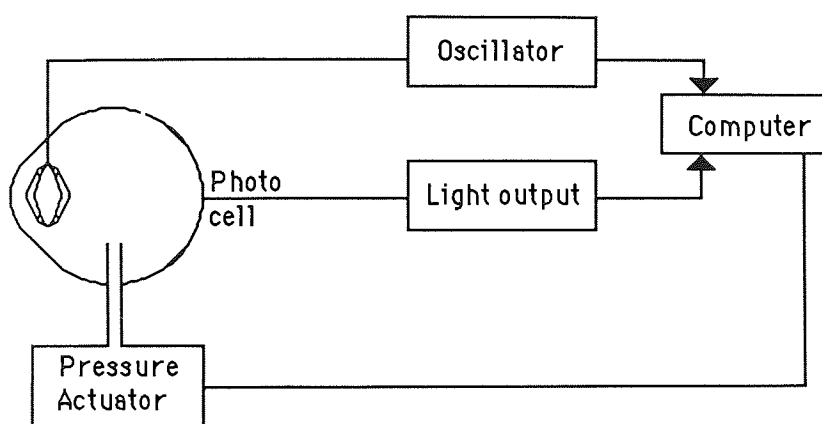 Oscillator
Computer
Photo
cell
Light output
Pressure
Actuator